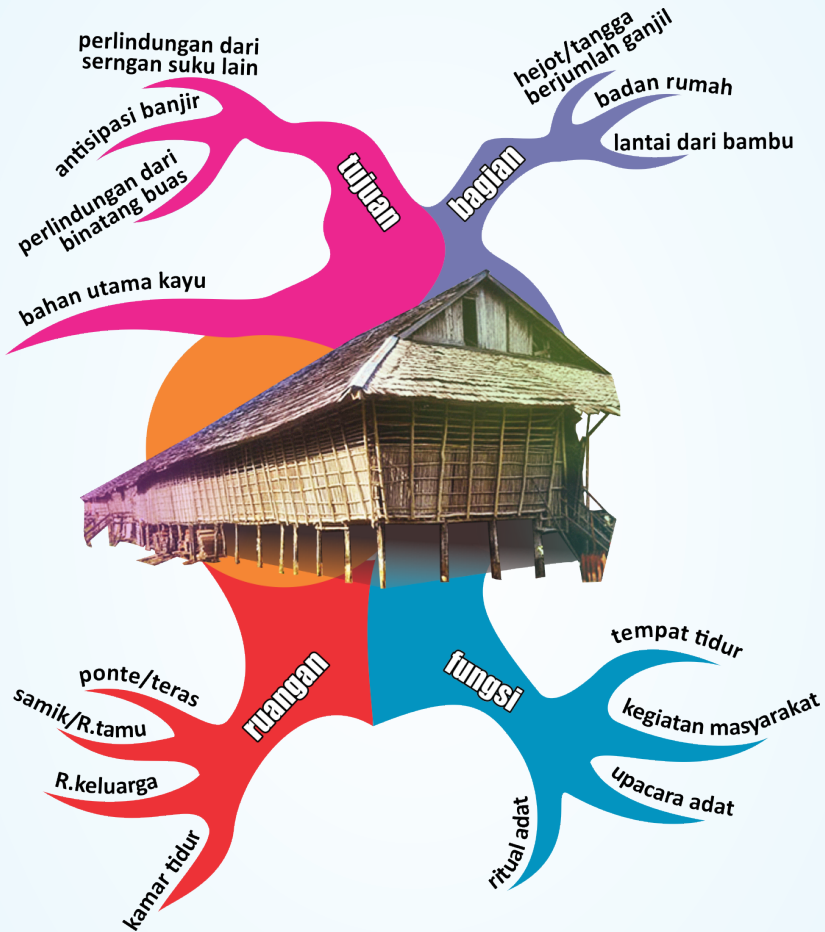 perlindungan dari
serngan suku lain
antisipasi banjir
perlindungan dari
binatang buas
bahan utama kayu
tujuan
hejot/tangga
berjumlah ganjil
badan rumah
lantai dari bambu
bagian
ruangan
ponte/teras
samik/R.tamu
R.keluarga
kamar tidur
fungsi
tempat tidur
kegiatan masyarakat
upacara adat
ritual adat